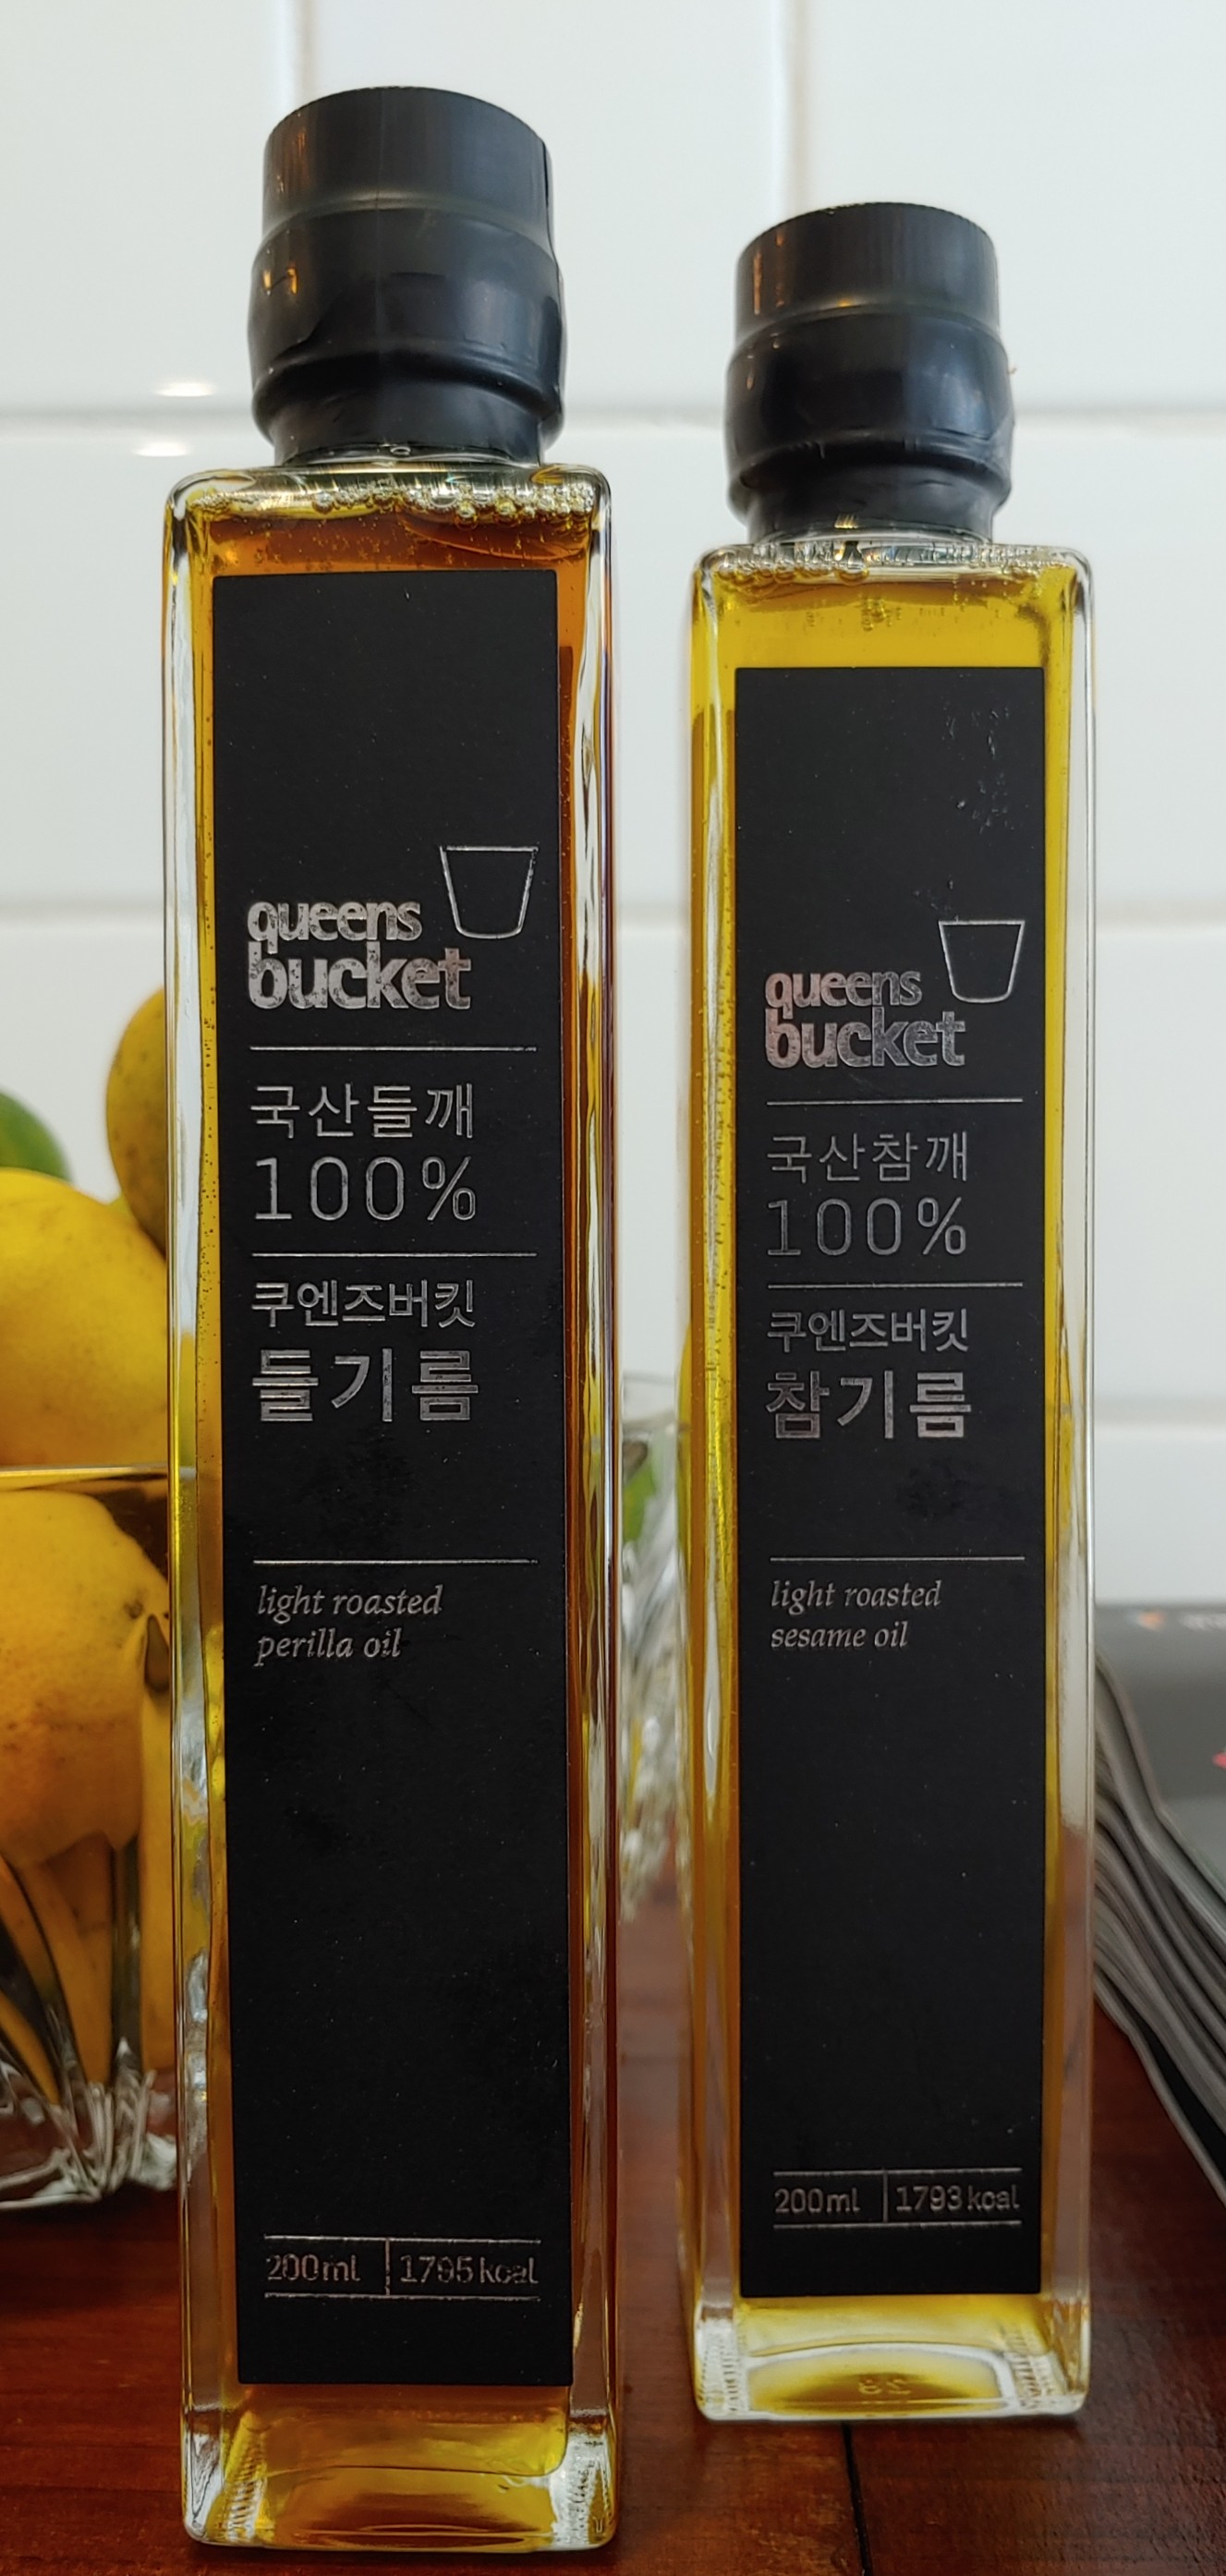 queens
bucket
국산들깨
100%
쿠엔즈버킷
들기름
light roasted
perilla oil
200ml
1795 kcal
queens
bucket
국산참깨
100%
쿠엔즈버킷
참기름
light roasted
sesame oil
200ml
1793 kcal